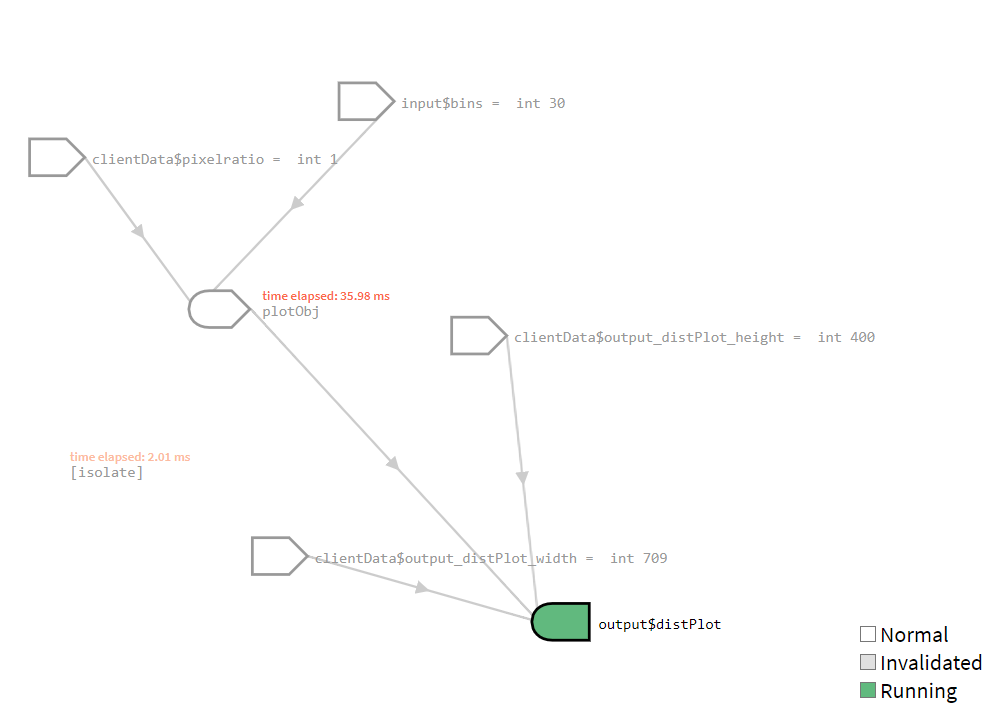 input$bins =  int 30
clientData$pixelratio =  int 1
time elapsed: 35.98 ms
plotObj
clientData$output_distPlot_height =  int 400
time elapsed: 2.01 ms
[isolate]
clientData$output_distPlot_width =  int 709
output$distPlot
Normal
Invalidated
Running